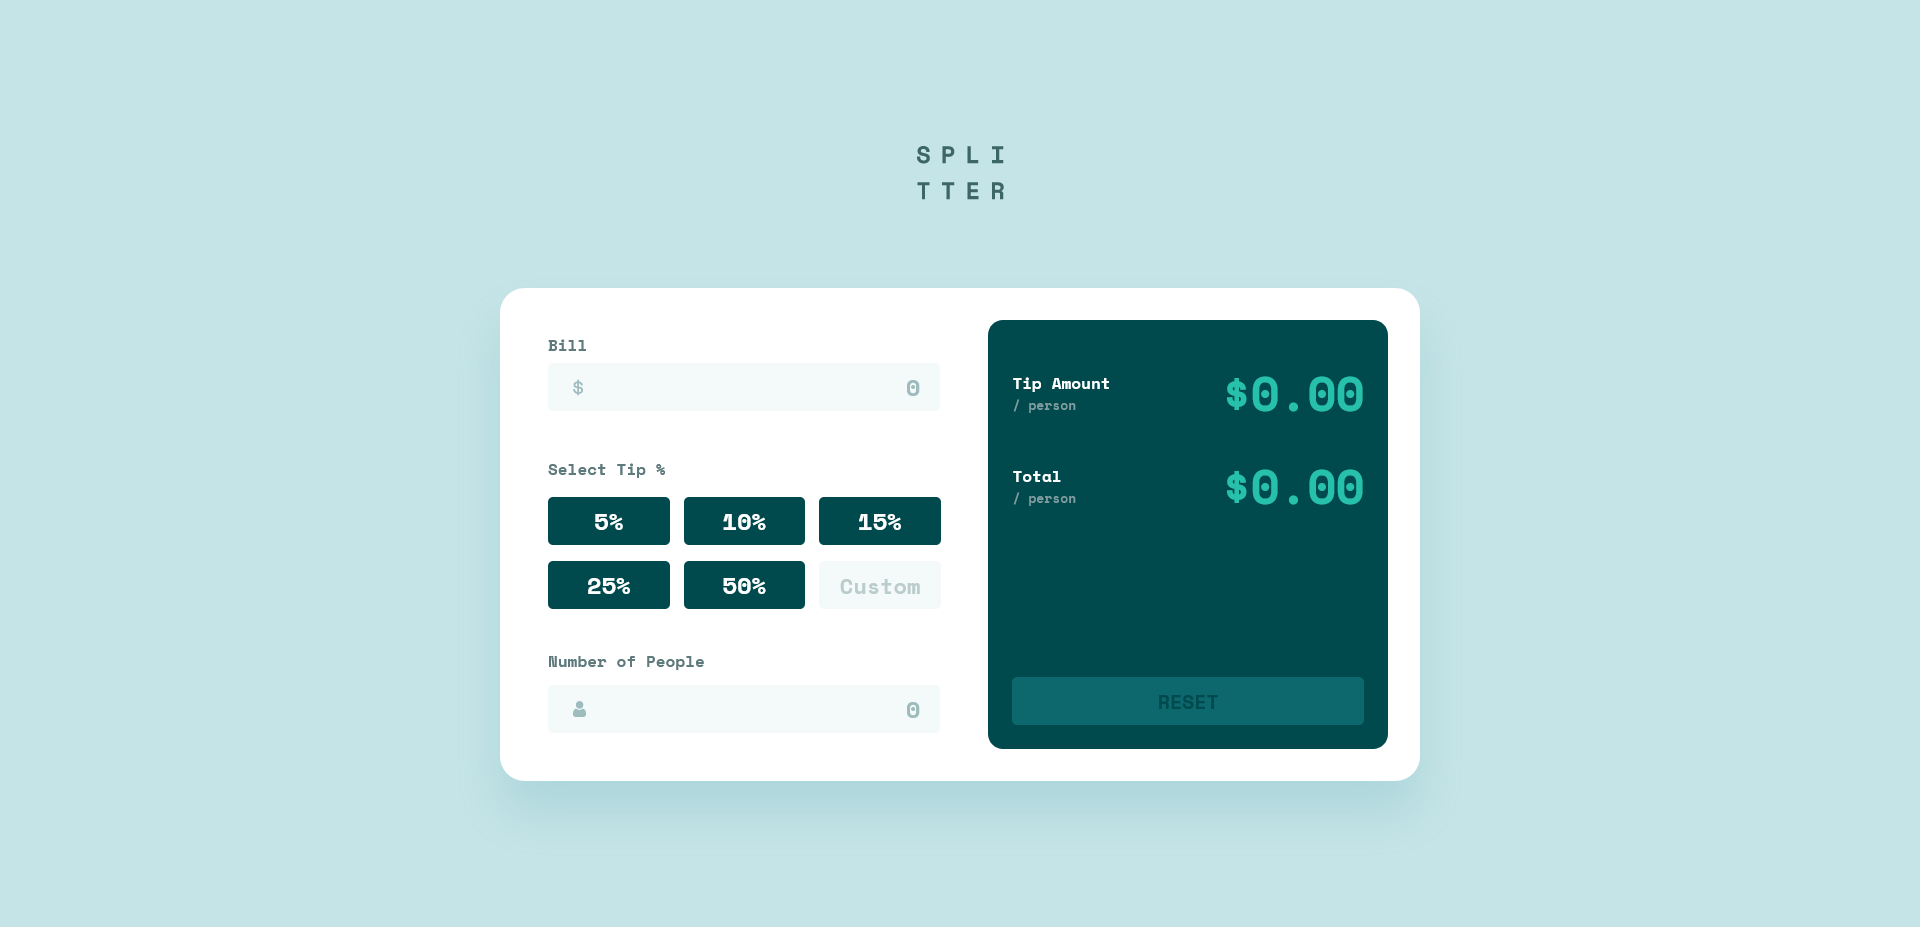 SPLI
TTER
Bill
$ 0
Select Tip %
5% 10% 15%
25% 50% Custom
Number of People
0
Tip Amount
/ person
$0.00
Total
/ person
$0.00
RESET